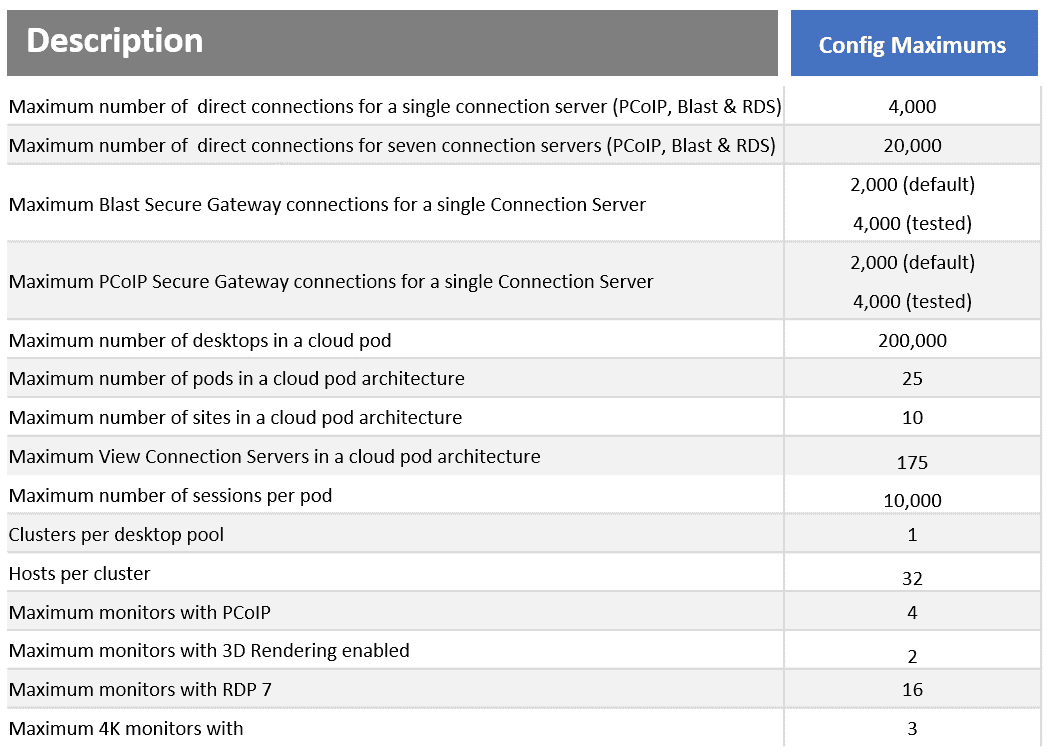 Description Config Maximums
Maximum number of  direct connections for a single connection server (PCoIP, Blast & RDS) 4,000
Maximum number of  direct connections for seven connection servers (PCoIP, Blast & RDS) 20,000
Maximum Blast Secure Gateway connections for a single Connection Server 2,000 (default)
4,000 (tested)
Maximum PCoIP Secure Gateway connections for a single Connection Server 2,000 (default)
4,000 (tested)
Maximum number of desktops in a cloud pod 200,000
Maximum number of pods in a cloud pod architecture 25
Maximum number of sites in a cloud pod architecture 10
Maximum View Connection Servers in a cloud pod architecture 175
Maximum number of sessions per pod 10,000
Clusters per desktop pool 1
Hosts per cluster 32
Maximum monitors with PCoIP 4
Maximum monitors with 3D Rendering enabled 2
Maximum monitors with RDP 7 16
Maximum 4K monitors with 3